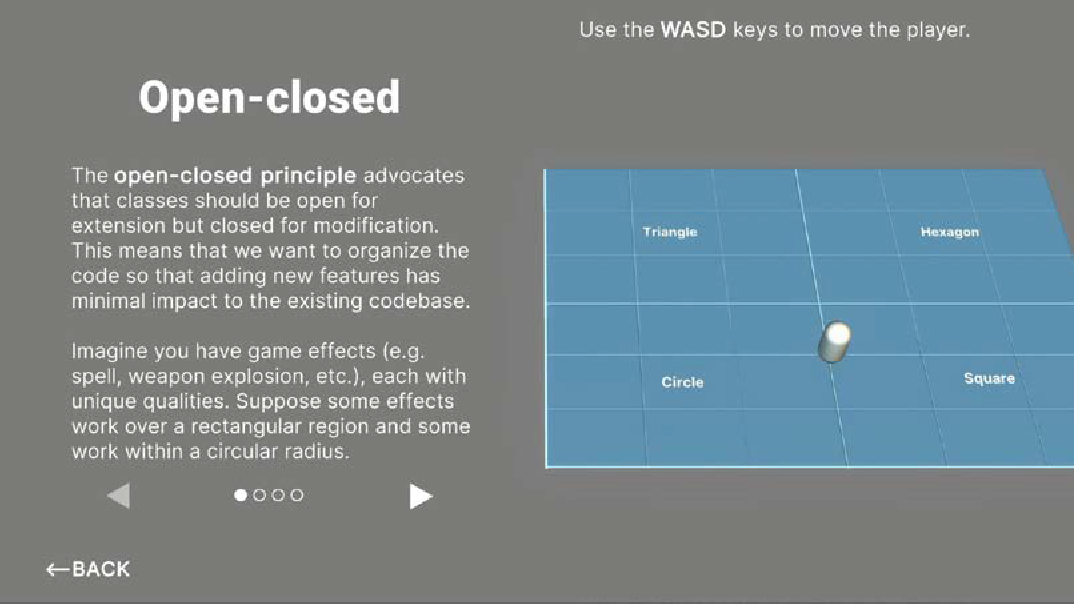 Use the WASD keys to move the player.
Open-closed
The open-closed principle advocates
that classes should be open for
extension but closed for modification.
This means that we want to organize the
code so that adding new features has
minimal impact to the existing codebase.
Imagine you have game effects (e.g.
spell, weapon explosion, etc.), each with
unique qualities. Suppose some effects
work over a rectangular region and some
work within a circular radius.
←BACK
Triangle
Hexagon
Circle
Square